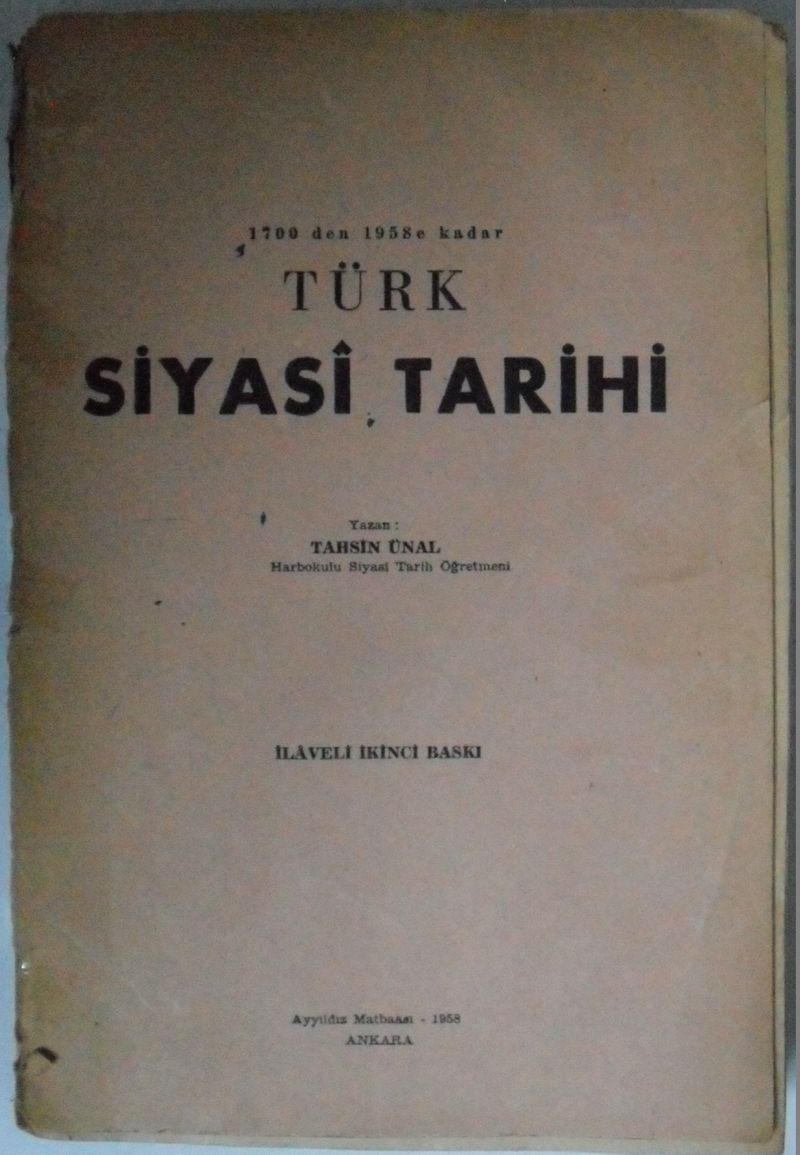 1700 den 1958e kadar
TÜRK
SİYASÎ TARİHİ
Yazan :
TAHSİN ÜNAL
Harbokulu Siyasî Tarih Öğretmeni
İLÂVELİ İKİNCİ BASKI
Ayyıldız Matbaası - 1958
ANKARA